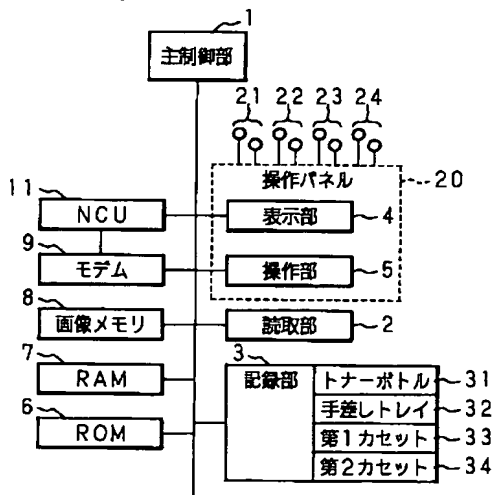 1
主制御部
21 22 23 24
操作パネル
20
11
NCU
表示部
4
9
モデム
操作部
5
8
画像メモリ
読取部
2
7
RAM
3
記録部
トナーボトル
31
手差しトレイ
32
6
ROM
第1カセット
33
第2カセット
34